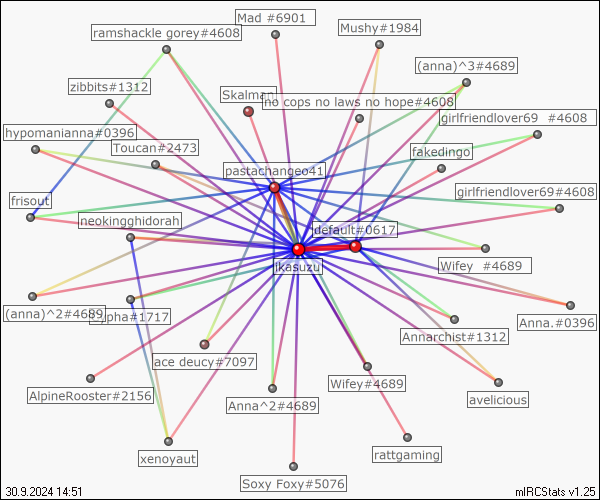 Mad #6901
ramshackle gorey#4608
Mushy#1984
(anna)^3#4689
zibbits#1312
Skalman
no cops no laws no hope#4608
girlfriendlover69 #4608
hypomanianna#0396
Toucan#2473
fakedingo
pastachangeo41
girlfriendlover69#4608
frisout
neokingghidorah
default#0617
jkasuzu
Wifey #4689
(anna)^2#4689
Anna.#0396
Annarchist#1312
ace deucy#7097
AlpineRooster#2156
Wifey#4689
Anna^2#4689
avelicious
xenoyaut
rattgaming
Soxy Foxy#5076
30.9.2024 14:51
mIRCStats v1.25